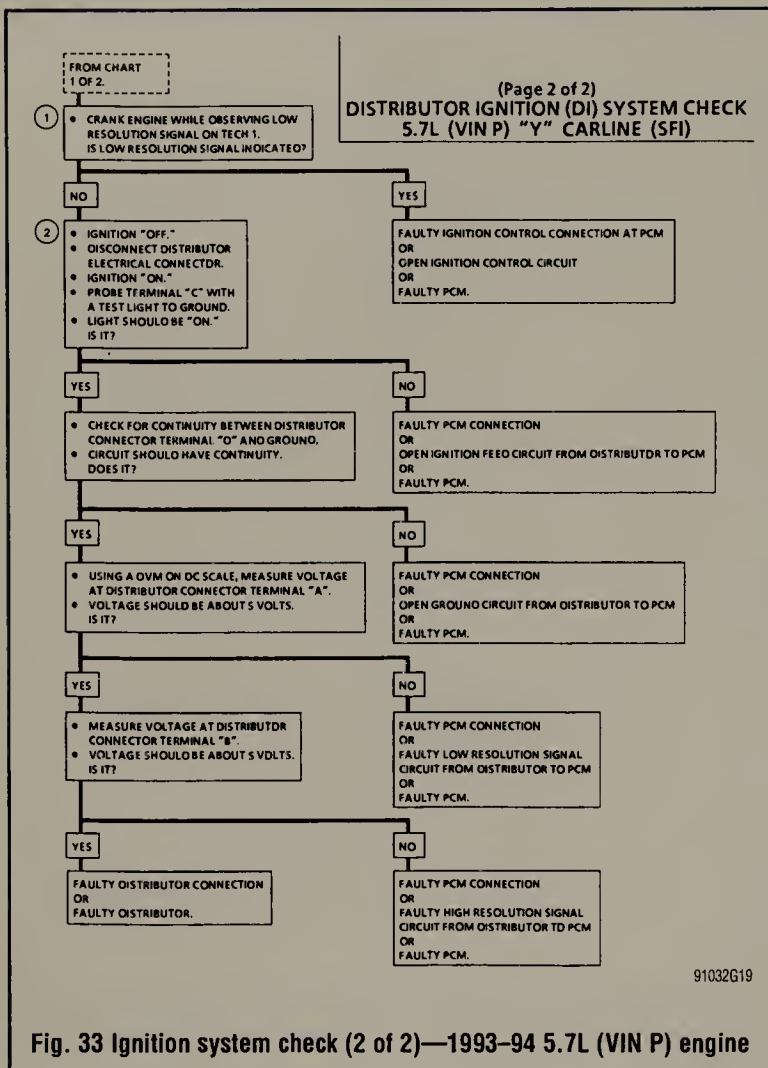 FROM CHART
1 OF 2.
(Page 2 of 2)
DISTRIBUTOR IGNITION (DI) SYSTEM CHECK
5.7L (VIN P) "Y" CARLINE (SFI)
1
• CRANK ENGINE WHILE OBSERVING LOW
RESOLUTION SIGNAL ON TECH 1.
IS LOW RESOLUTION SIGNAL INDICATED?
NO
YES
2
• IGNITION "OFF."
• DISCONNECT DISTRIBUTOR
ELECTRICAL CONNECTOR.
• IGNITION "ON."
• PROBE TERMINAL "C" WITH
A TEST LIGHT TO GROUND.
• LIGHT SHOULD BE "ON."
IS IT?
FAULTY IGNITION CONTROL CONNECTION AT PCM
OR
OPEN IGNITION CONTROL CIRCUIT
OR
FAULTY PCM.
YES
NO
• CHECK FOR CONTINUITY BETWEEN DISTRIBUTOR
CONNECTOR TERMINAL "D" AND GROUND.
• CIRCUIT SHOULD HAVE CONTINUITY.
DOES IT?
FAULTY PCM CONNECTION
OR
OPEN IGNITION FEED CIRCUIT FROM DISTRIBUTOR TO PCM
OR
FAULTY PCM.
YES
NO
• USING A DVM ON DC SCALE, MEASURE VOLTAGE
AT DISTRIBUTOR CONNECTOR TERMINAL "A".
• VOLTAGE SHOULD BE ABOUT 5 VOLTS.
IS IT?
FAULTY PCM CONNECTION
OR
OPEN GROUND CIRCUIT FROM DISTRIBUTOR TO PCM
OR
FAULTY PCM.
YES
NO
• MEASURE VOLTAGE AT DISTRIBUTOR
CONNECTOR TERMINAL "B".
• VOLTAGE SHOULD BE ABOUT 5 VOLTS.
IS IT?
FAULTY PCM CONNECTION
OR
FAULTY LOW RESOLUTION SIGNAL
CIRCUIT FROM DISTRIBUTOR TO PCM
OR
FAULTY PCM.
YES
NO
FAULTY DISTRIBUTOR CONNECTION
OR
FAULTY DISTRIBUTOR.
FAULTY PCM CONNECTION
OR
FAULTY HIGH RESOLUTION SIGNAL
CIRCUIT FROM DISTRIBUTOR TO PCM
OR
FAULTY PCM.
91032G19
Fig. 33 Ignition system check (2 of 2)—1993–94 5.7L (VIN P) engine